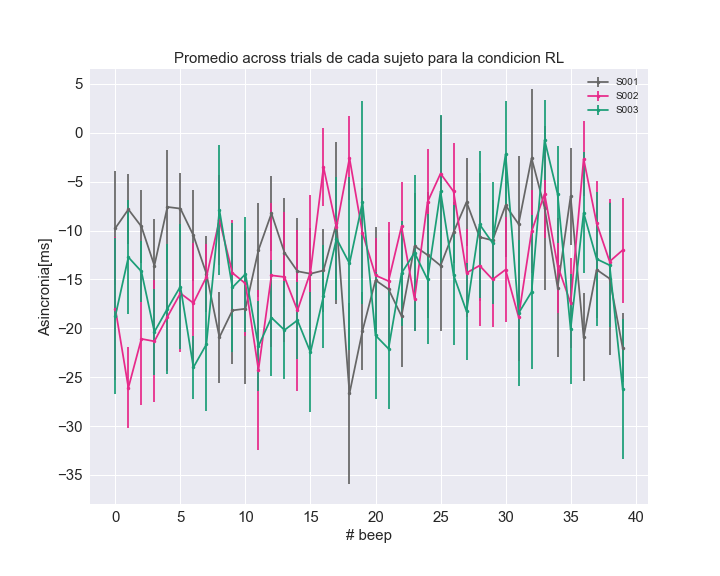 Promedio across trials de cada sujeto para la condicion RL
S001
S002
S003
5
0
−5
−10
−15
−20
−25
−30
−35
Asincronia[ms]
0 5 10 15 20 25 30 35 40
# beep